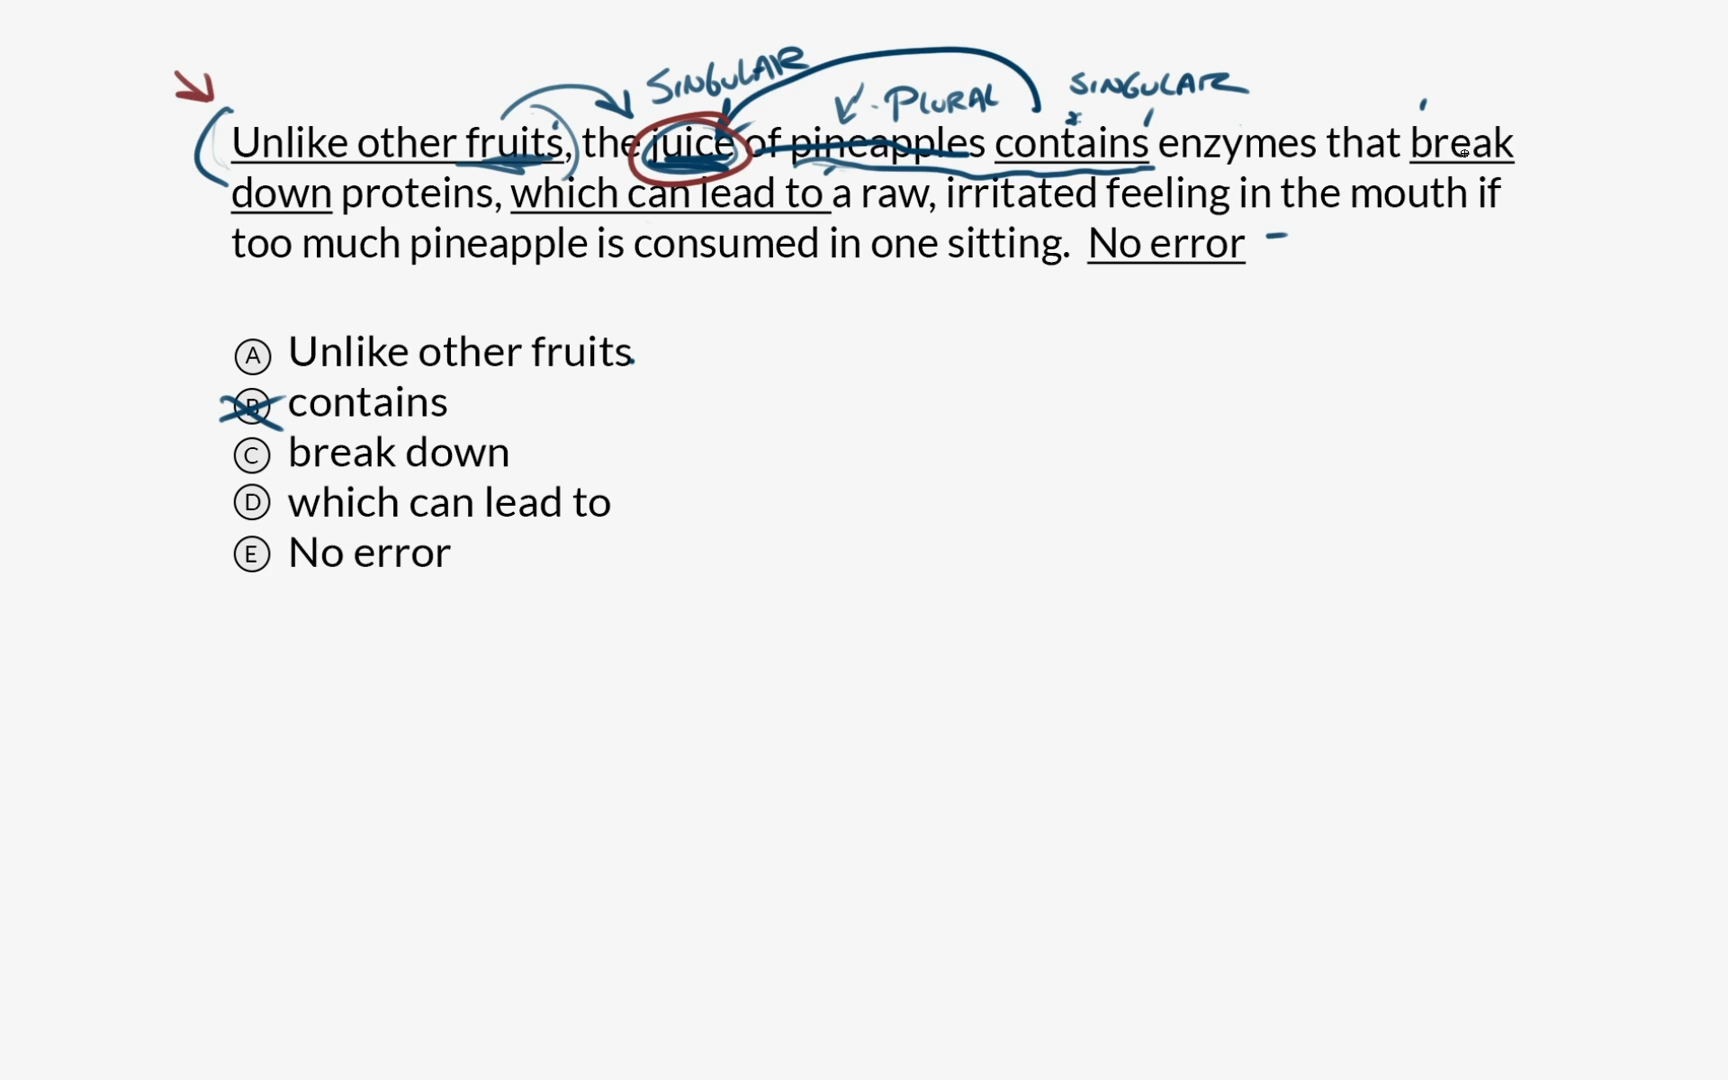 SINGULAR
PLURAL
SINGULAR
Unlike other fruits, the juice of pineapples contains enzymes that break
down proteins, which can lead to a raw, irritated feeling in the mouth if
too much pineapple is consumed in one sitting. No error
A Unlike other fruits
B contains
C break down
D which can lead to
E No error